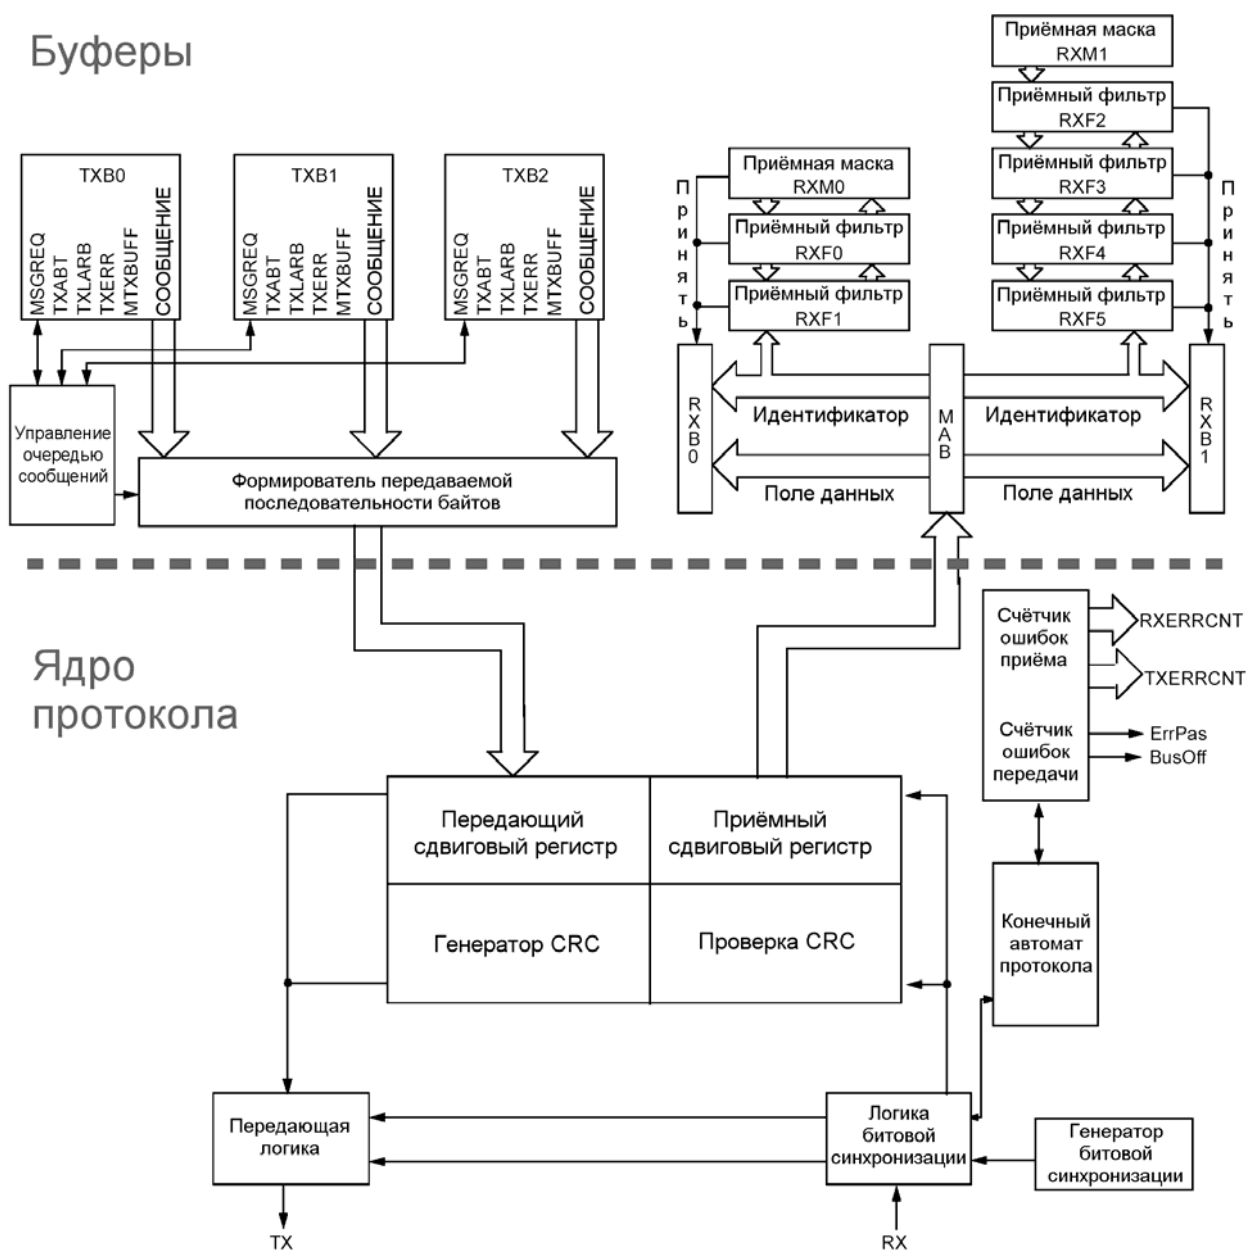 Буферы
TXB0
MSGREQ
TXABT
TXLARB
TXERR
MTXBUFF
СООБЩЕНИЕ
TXB1
MSGREQ
TXABT
TXLARB
TXERR
MTXBUFF
СООБЩЕНИЕ
TXB2
MSGREQ
TXABT
TXLARB
TXERR
MTXBUFF
СООБЩЕНИЕ
Управление
очередью
сообщений
Формирователь передаваемой
последовательности байтов
Принять
Приёмная маска
RXM0
Приёмный фильтр
RXF0
Приёмный фильтр
RXF1
Приёмная маска
RXM1
Приёмный фильтр
RXF2
Приёмный фильтр
RXF3
Приёмный фильтр
RXF4
Приёмный фильтр
RXF5
Принять
RXB0
Идентификатор
Поле данных
MAB
Идентификатор
Поле данных
RXB1
Ядро
протокола
Счётчик
ошибок
приёма
Счётчик
ошибок
передачи
RXERRCNT
TXERRCNT
ErrPas
BusOff
Передающий
сдвиговый регистр
Приёмный
сдвиговый регистр
Генератор CRC
Проверка CRC
Конечный
автомат
протокола
Передающая
логика
Логика
битовой
синхронизации
Генератор
битовой
синхронизации
TX
RX